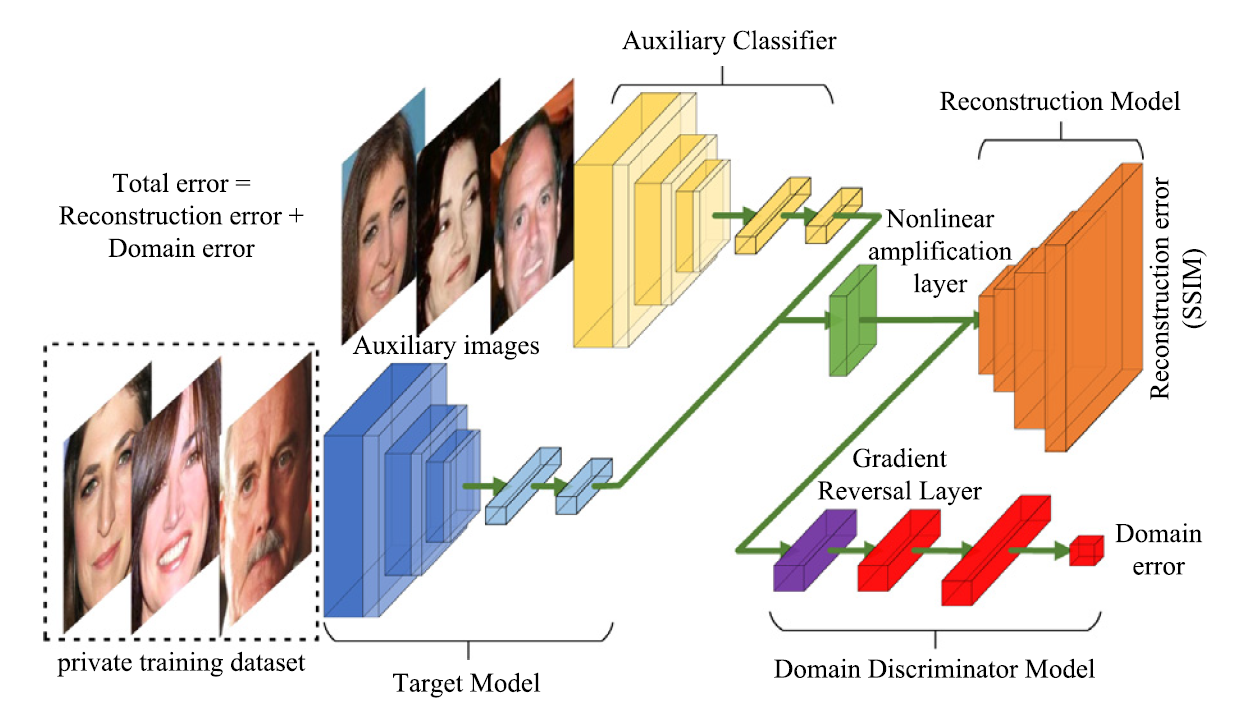 Auxiliary Classifier
Reconstruction Model
Total error =
Reconstruction error +
Domain error
Nonlinear
amplification
layer
Reconstruction error
(SSIM)
Auxiliary images
Gradient
Reversal Layer
Domain
error
private training dataset
Target Model
Domain Discriminator Model